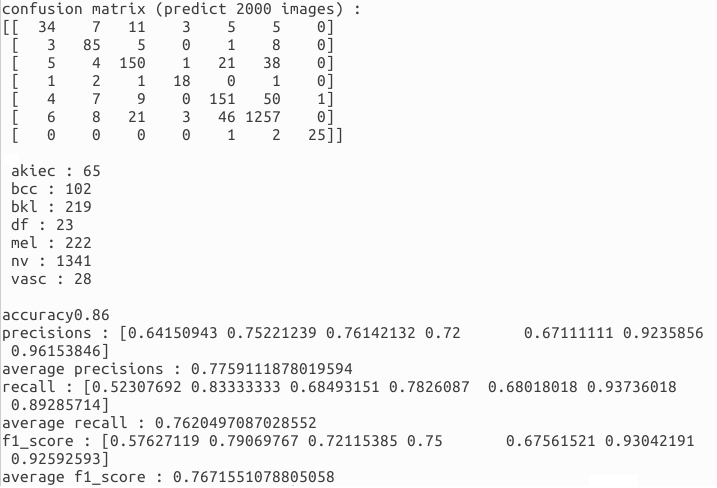 confusion matrix (predict 2000 images) :
[[  34    7   11    3    5    5    0]
 [   3   85    5    0    1    8    0]
 [   5    4  150    1   21   38    0]
 [   1    2    1   18    0    1    0]
 [   4    7    9    0  151   50    1]
 [   6    8   21    3   46 1257    0]
 [   0    0    0    0    1    2   25]]
akiec : 65
bcc : 102
bkl : 219
df : 23
mel : 222
nv : 1341
vasc : 28
accuracy0.86
precisions : [0.64150943 0.75221239 0.76142132 0.72       0.67111111 0.9235856
 0.96153846]
average precisions : 0.7759111878019594
recall : [0.52307692 0.83333333 0.68493151 0.7826087  0.68018018 0.93736018
 0.89285714]
average recall : 0.7620497087028552
f1_score : [0.57627119 0.79069767 0.72115385 0.75       0.67561521 0.93042191
 0.92592593]
average f1_score : 0.7671551078805058